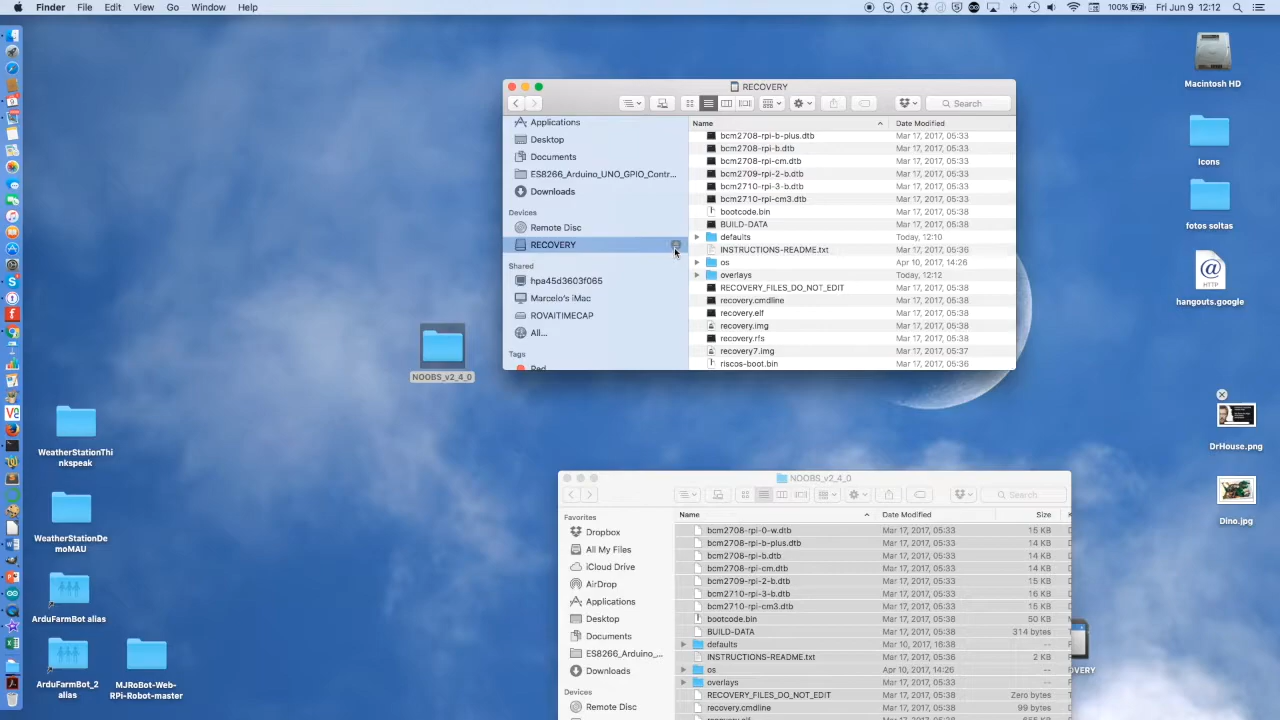 Finder File Edit View Go Window Help
100% Fri Jun 9 12:12
RECOVERY
Search
Applications
Desktop
Documents
ES8266_Arduino_UNO_GPIO_Contr...
Downloads
Devices
Remote Disc
RECOVERY
Shared
hpa45d3603f065
Marcelo's iMac
ROVAITIMECAP
All...
Tags
Red
Name Date Modified
bcm2708-rpi-b-plus.dtb Mar 17, 2017, 05:33
bcm2708-rpi-b.dtb Mar 17, 2017, 05:33
bcm2708-rpi-cm.dtb Mar 17, 2017, 05:33
bcm2709-rpi-2-b.dtb Mar 17, 2017, 05:33
bcm2710-rpi-3-b.dtb Mar 17, 2017, 05:33
bcm2710-rpi-cm3.dtb Mar 17, 2017, 05:33
bootcode.bin Mar 17, 2017, 05:38
BUILD-DATA Mar 17, 2017, 05:38
defaults Today, 12:10
INSTRUCTIONS-README.txt Mar 17, 2017, 05:36
os Apr 10, 2017, 14:26
overlays Today, 12:12
RECOVERY_FILES_DO_NOT_EDIT Mar 17, 2017, 05:38
recovery.cmdline Mar 17, 2017, 05:38
recovery.elf Mar 17, 2017, 05:38
recovery.img Mar 17, 2017, 05:38
recovery.rfs Mar 17, 2017, 05:38
recovery7.img Mar 17, 2017, 05:37
riscos-boot.bin Mar 17, 2017, 05:36
NOOBS_v2_4_0
Macintosh HD
icons
fotos soltas
HTTP
hangouts.google
DrHouse.png
Dino.jpg
WeatherStationThi
nkspeak
WeatherStationDe
moMAU
ArduFarmBot alias
ArduFarmBot_2
alias
MJRoBot-Web-
RPi-Robot-master
NOOBS_v2_4_0
Search
Favorites
Dropbox
All My Files
iCloud Drive
AirDrop
Applications
Desktop
Documents
ES8266_Arduino_...
Downloads
Devices
Remote Disc
Name Date Modified Size
bcm2708-rpi-0-w.dtb Mar 17, 2017, 05:33 15 KB
bcm2708-rpi-b-plus.dtb Mar 17, 2017, 05:33 14 KB
bcm2708-rpi-b.dtb Mar 17, 2017, 05:33 14 KB
bcm2708-rpi-cm.dtb Mar 17, 2017, 05:33 14 KB
bcm2709-rpi-2-b.dtb Mar 17, 2017, 05:33 15 KB
bcm2710-rpi-3-b.dtb Mar 17, 2017, 05:33 16 KB
bcm2710-rpi-cm3.dtb Mar 17, 2017, 05:33 15 KB
bootcode.bin Mar 17, 2017, 05:38 50 KB
BUILD-DATA Mar 17, 2017, 05:38 314 bytes
defaults Mar 10, 2017, 16:38 --
INSTRUCTIONS-README.txt Mar 17, 2017, 05:36 2 KB
os Apr 10, 2017, 14:26 --
overlays Mar 17, 2017, 05:38 --
RECOVERY_FILES_DO_NOT_EDIT Mar 17, 2017, 05:38 Zero bytes
recovery.cmdline Mar 17, 2017, 05:38 99 bytes
OVERY